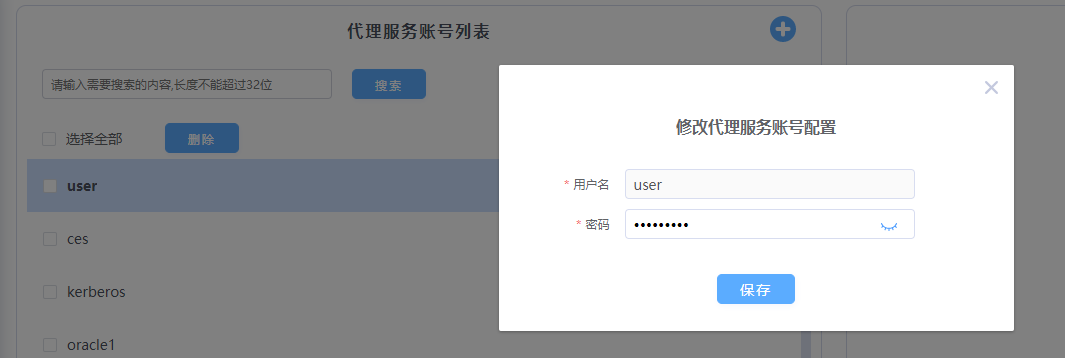 代理服务账号列表
请输入需要搜索的内容,长度不能超过32位
搜索
选择全部
删除
user
ces
kerberos
oracle1
修改代理服务账号配置
* 用户名
user
* 密码
•••••••••
保存